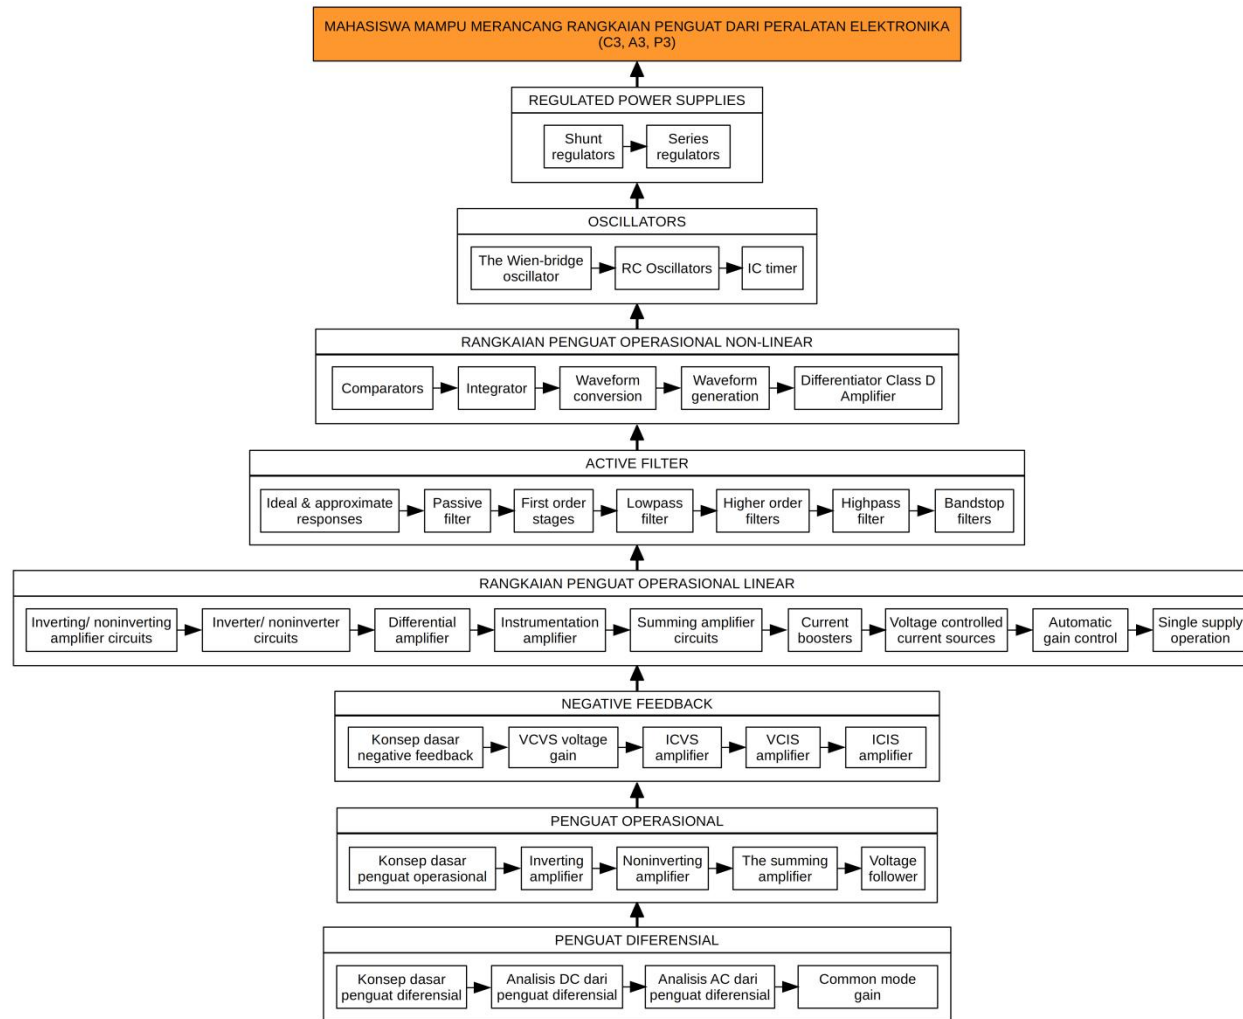 MAHASISWA MAMPU MERANCANG RANGKAIAN PENGUAT DARI PERALATAN ELEKTRONIKA
(C3, A3, P3)
REGULATED POWER SUPPLIES
Shunt
regulators
Series
regulators
OSCILLATORS
The Wien-bridge
oscillator
RC Oscillators
IC timer
RANGKAIAN PENGUAT OPERASIONAL NON-LINEAR
Comparators
Integrator
Waveform
conversion
Waveform
generation
Differentiator Class D
Amplifier
ACTIVE FILTER
Ideal & approximate
responses
Passive
filter
First order
stages
Lowpass
filter
Higher order
filters
Highpass
filter
Bandstop
filters
RANGKAIAN PENGUAT OPERASIONAL LINEAR
Inverting/ noninverting
amplifier circuits
Inverter/ noninverter
circuits
Differential
amplifier
Instrumentation
amplifier
Summing amplifier
circuits
Current
boosters
Voltage controlled
current sources
Automatic
gain control
Single supply
operation
NEGATIVE FEEDBACK
Konsep dasar
negative feedback
VCVS voltage
gain
ICVS
amplifier
VCIS
amplifier
ICIS
amplifier
PENGUAT OPERASIONAL
Konsep dasar
penguat operasional
Inverting
amplifier
Noninverting
amplifier
The summing
amplifier
Voltage
follower
PENGUAT DIFERENSIAL
Konsep dasar
penguat diferensial
Analisis DC dari
penguat diferensial
Analisis AC dari
penguat diferensial
Common mode
gain